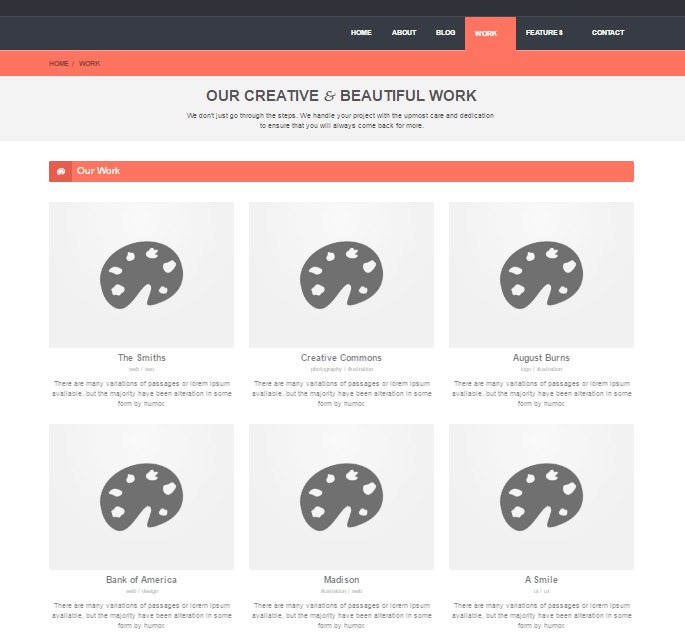 HOME ABOUT BLOG WORK FEATURES CONTACT
HOME / WORK
OUR CREATIVE & BEAUTIFUL WORK
We don't just go through the steps. We handle your project with the upmost care and dedication
to ensure that you will always come back for more.
Our Work
The Smiths Creative Commons August Burns
web / seo photography / illustration logo / illustration
There are many variations of passages or lorem Ipsum There are many variations of passages or lorem Ipsum There are many variations of passages or lorem Ipsum
available, but the majority have been alteration in some available, but the majority have been alteration in some available, but the majority have been alteration in some
form by humor. form by humor. form by humor.
Bank of America Madison A Smile
web / design illustration / web ui / ux
There are many variations of passages or lorem Ipsum There are many variations of passages or lorem Ipsum There are many variations of passages or lorem Ipsum
available, but the majority have been alteration in some available, but the majority have been alteration in some available, but the majority have been alteration in some
form by humor. form by humor. form by humor.